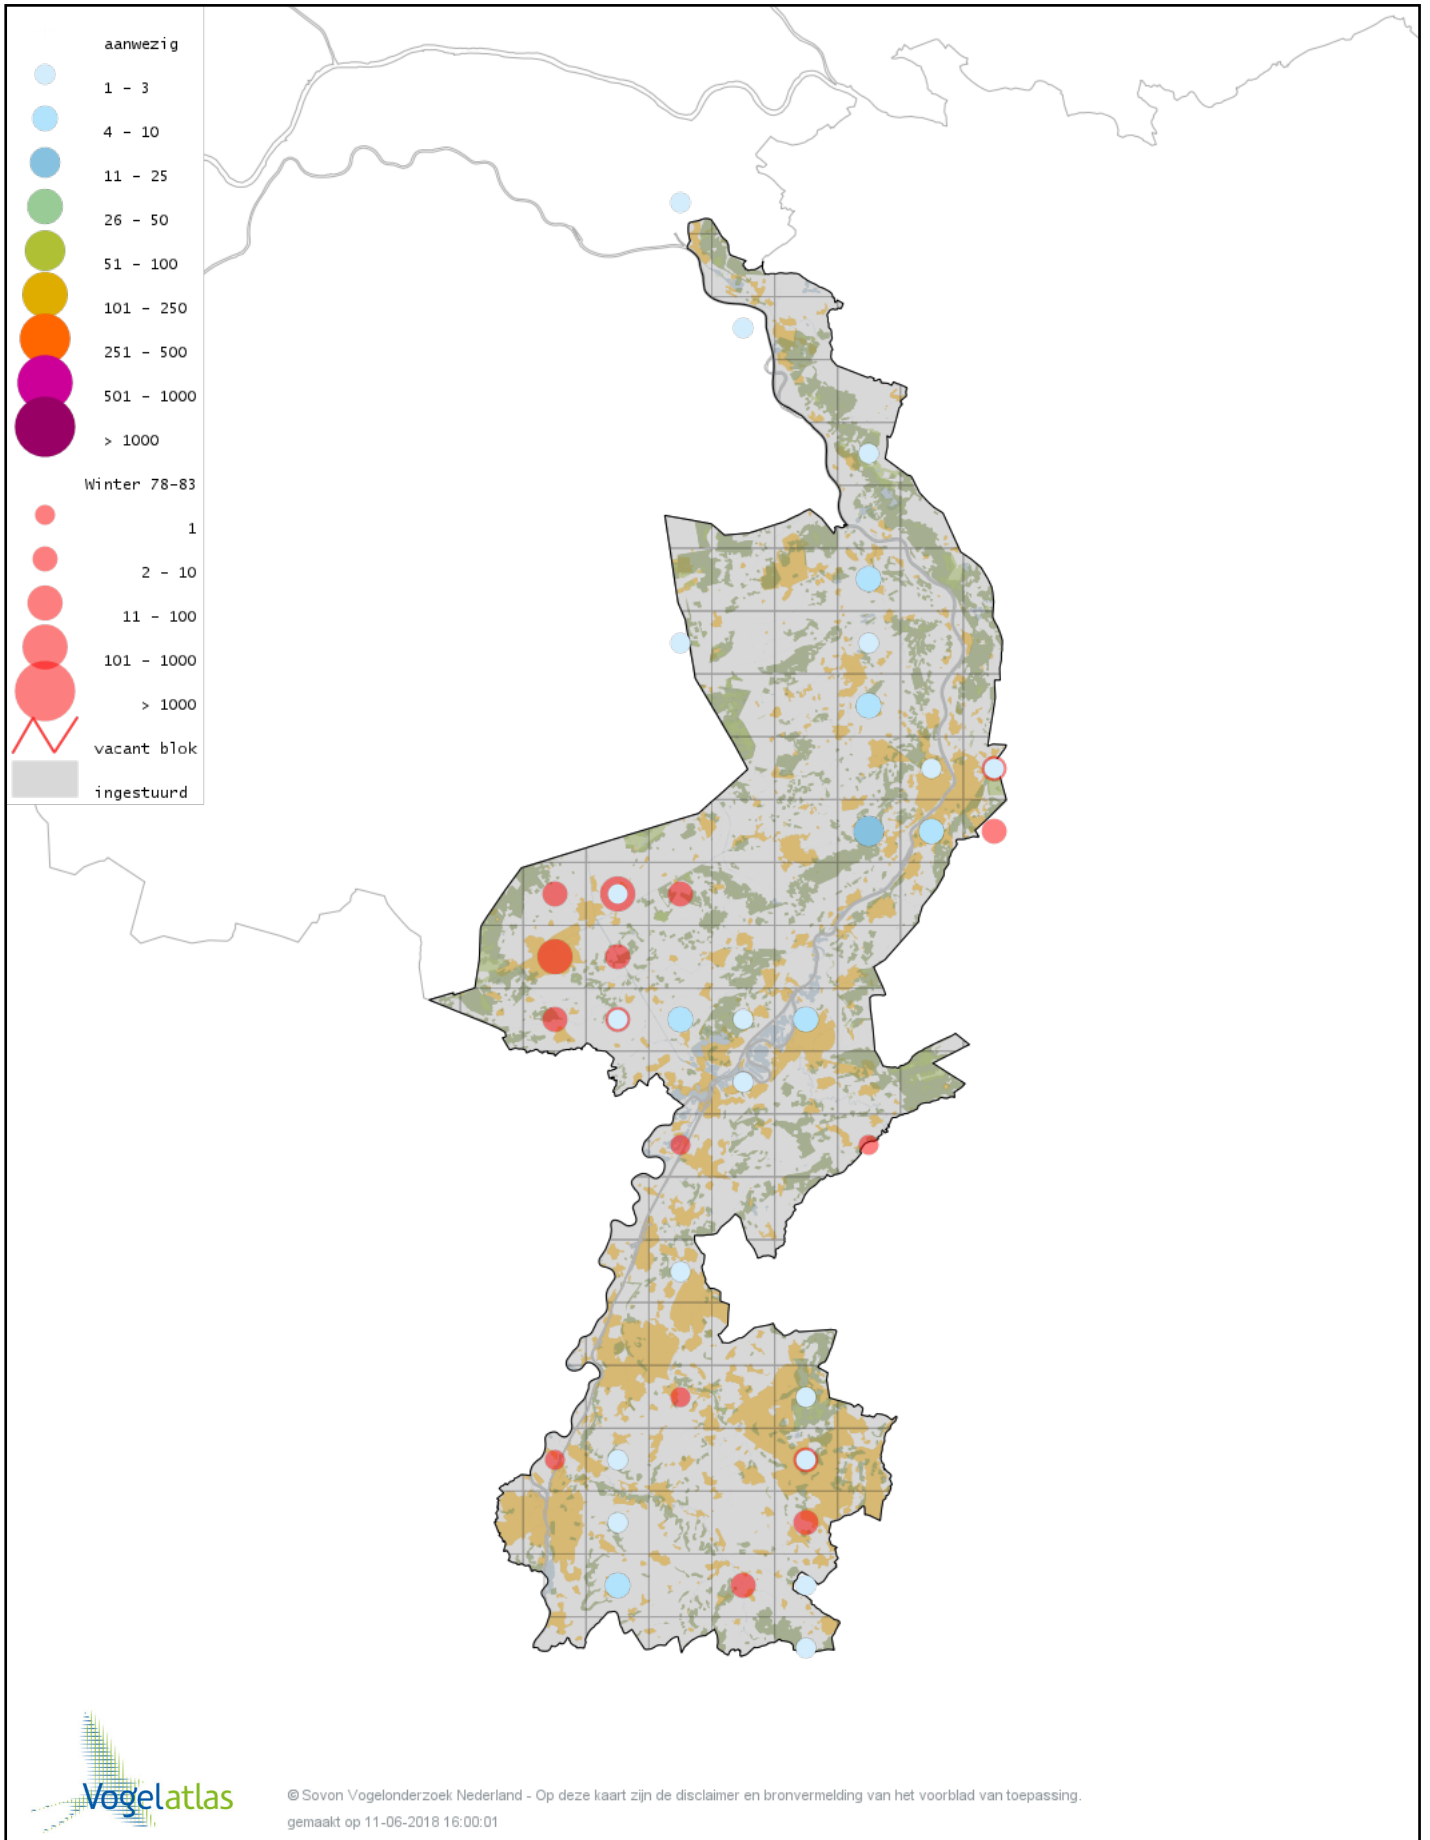 aanwezig
1 - 3
4 - 10
11 - 25
26 - 50
51 - 100
101 - 250
251 - 500
501 - 1000
> 1000
Winter 78-83
1
2 - 10
11 - 100
101 - 1000
> 1000
vacant blok
ingestuurd
Vogelatlas
© Sovon Vogelonderzoek Nederland - Op deze kaart zijn de disclaimer en bronvermelding van het voorblad van toepassing.
gemaakt op 11-06-2018 16:00:01